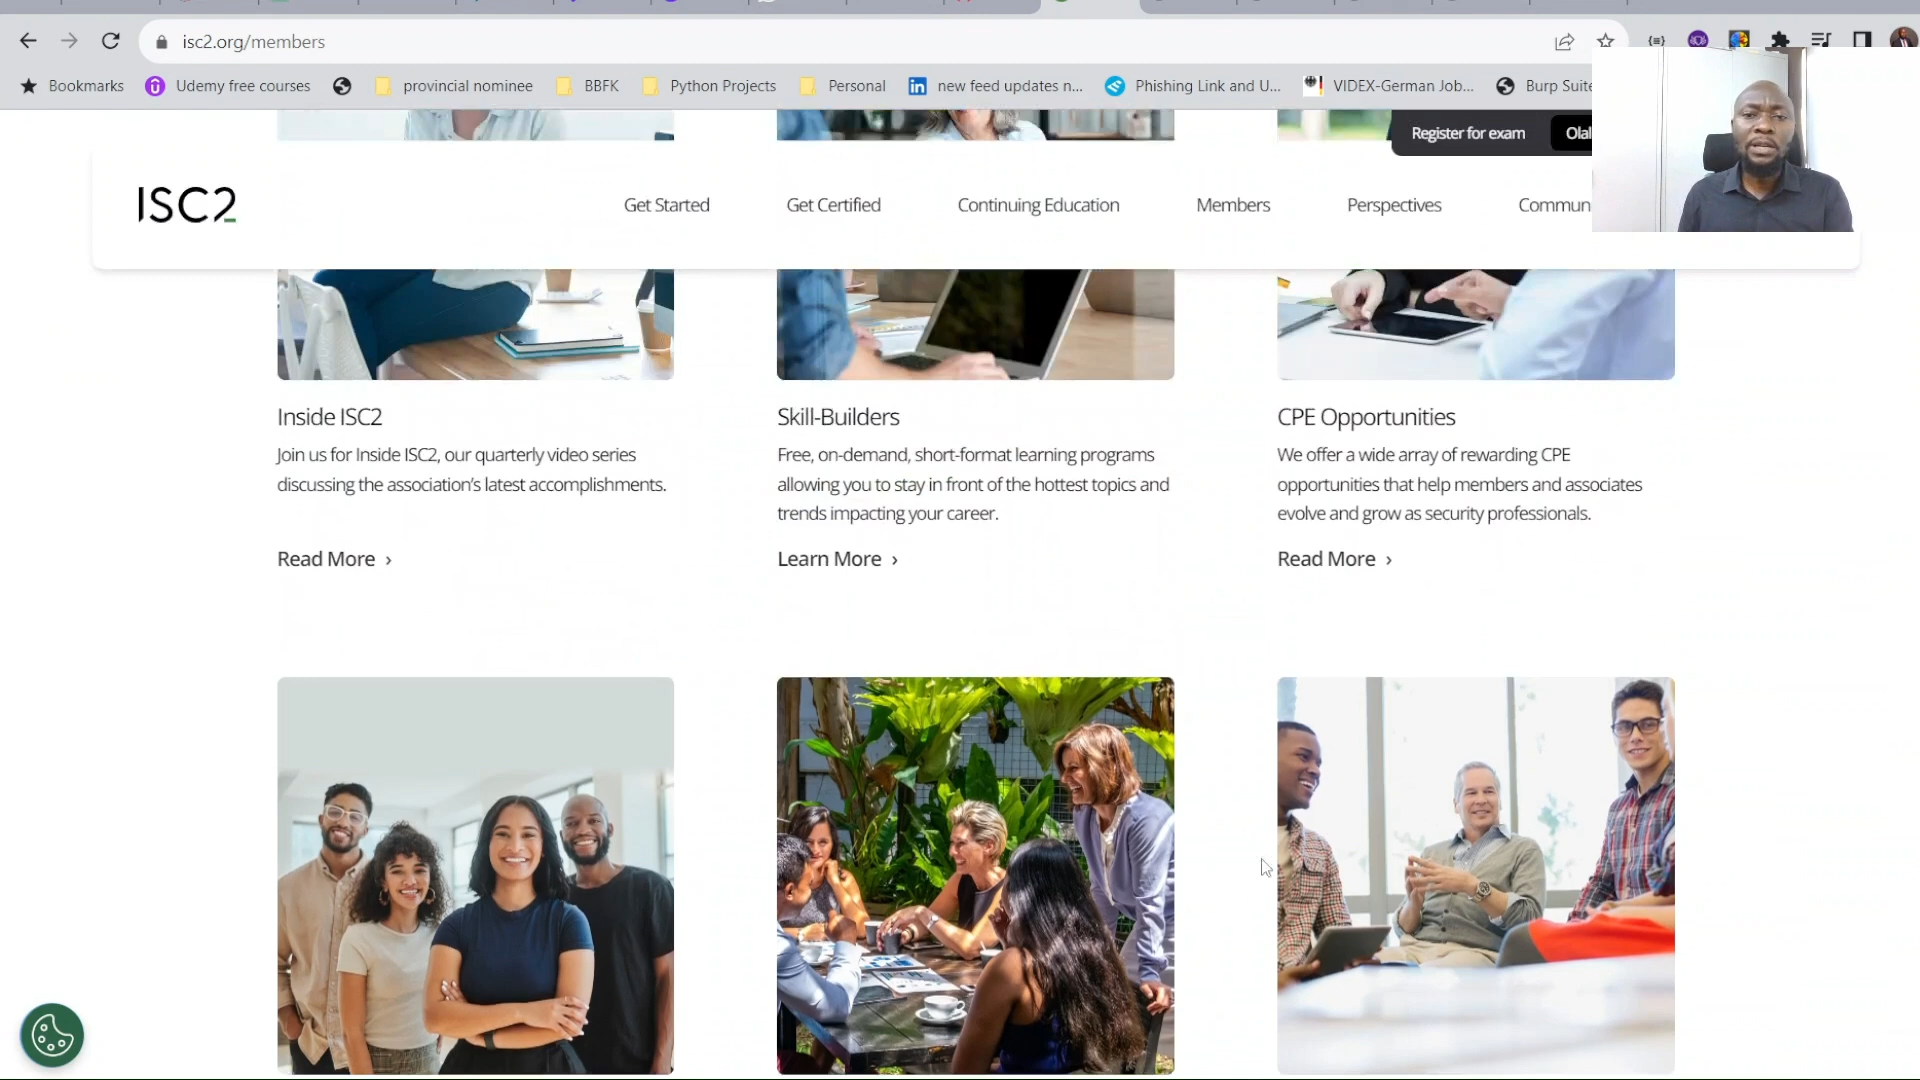 isc2.org/members
Bookmarks
Udemy free courses
provincial nominee
BBFK
Python Projects
Personal
new feed updates n...
Phishing Link and U...
VIDEX-German Job...
Burp Suite
Register for exam
Olal
ISC2
Get Started
Get Certified
Continuing Education
Members
Perspectives
Commun
Inside ISC2
Join us for Inside ISC2, our quarterly video series
discussing the association's latest accomplishments.
Read More ›
Skill-Builders
Free, on-demand, short-format learning programs
allowing you to stay in front of the hottest topics and
trends impacting your career.
Learn More ›
CPE Opportunities
We offer a wide array of rewarding CPE
opportunities that help members and associates
evolve and grow as security professionals.
Read More ›